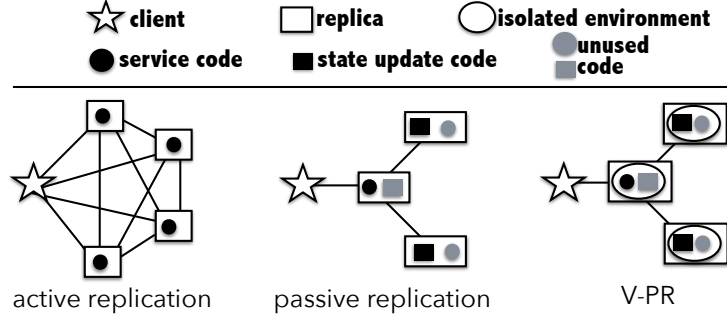 client
replica
isolated environment
service code
state update code
unused
code
active replication
passive replication
V-PR